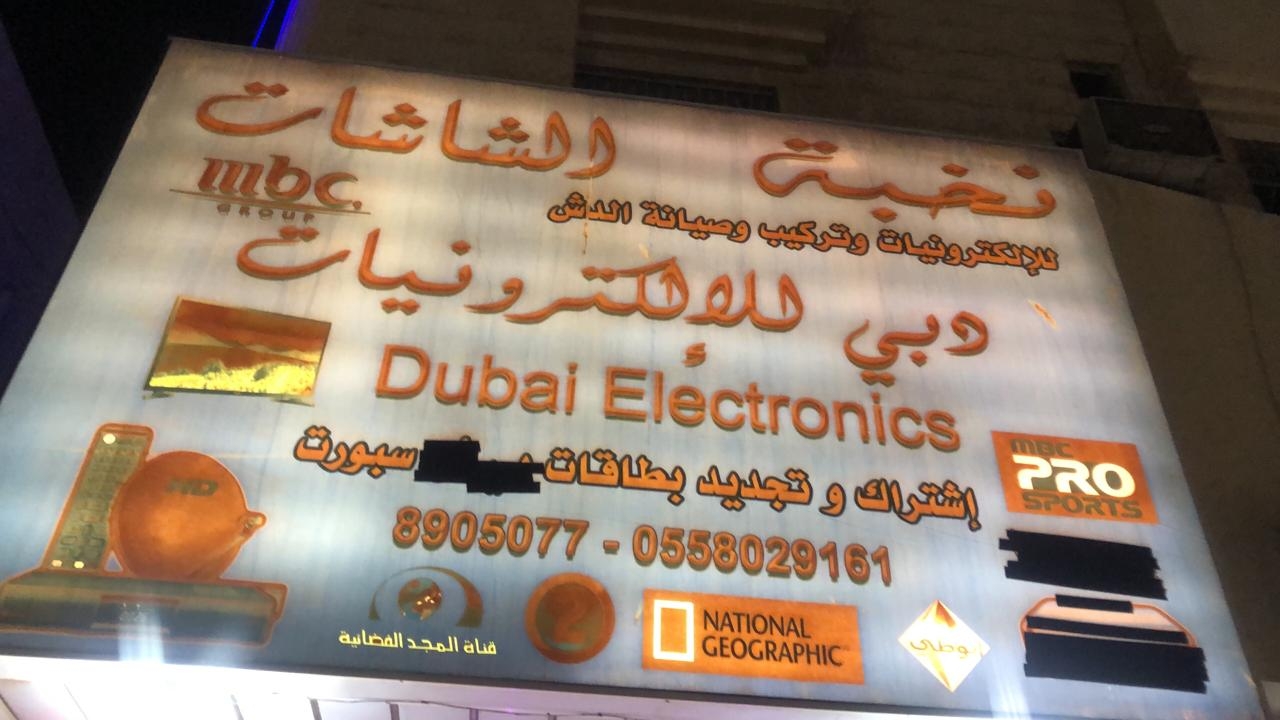 نخبة الشاشات
mbc
GROUP
للإلكترونيات وتركيب وصيانة الدش
دبي للإلكترونيات
Dubai Electronics
إشتراك و تجديد بطاقات سبورت
MBC
PRO
SPORTS
8905077 - 0558029161
HD
قناة المجد الفضائية
2
NATIONAL
GEOGRAPHIC
أبوظبي